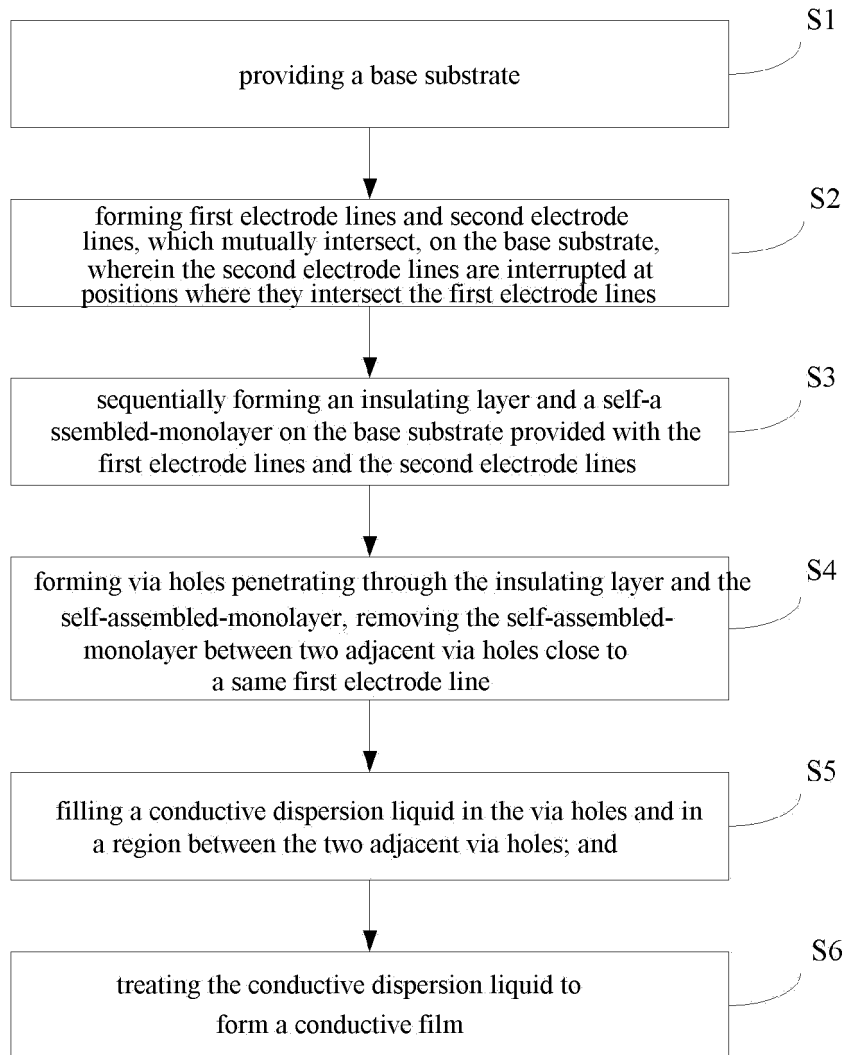 S1
providing a base substrate
S2
forming first electrode lines and second electrode
lines, which mutually intersect, on the base substrate,
wherein the second electrode lines are interrupted at
positions where they intersect the first electrode lines
S3
sequentially forming an insulating layer and a self-a
ssembled-monolayer on the base substrate provided with the
first electrode lines and the second electrode lines
S4
forming via holes penetrating through the insulating layer and the
self-assembled-monolayer, removing the self-assembled-
monolayer between two adjacent via holes close to
a same first electrode line
S5
filling a conductive dispersion liquid in the via holes and in
a region between the two adjacent via holes; and
S6
treating the conductive dispersion liquid to
form a conductive film